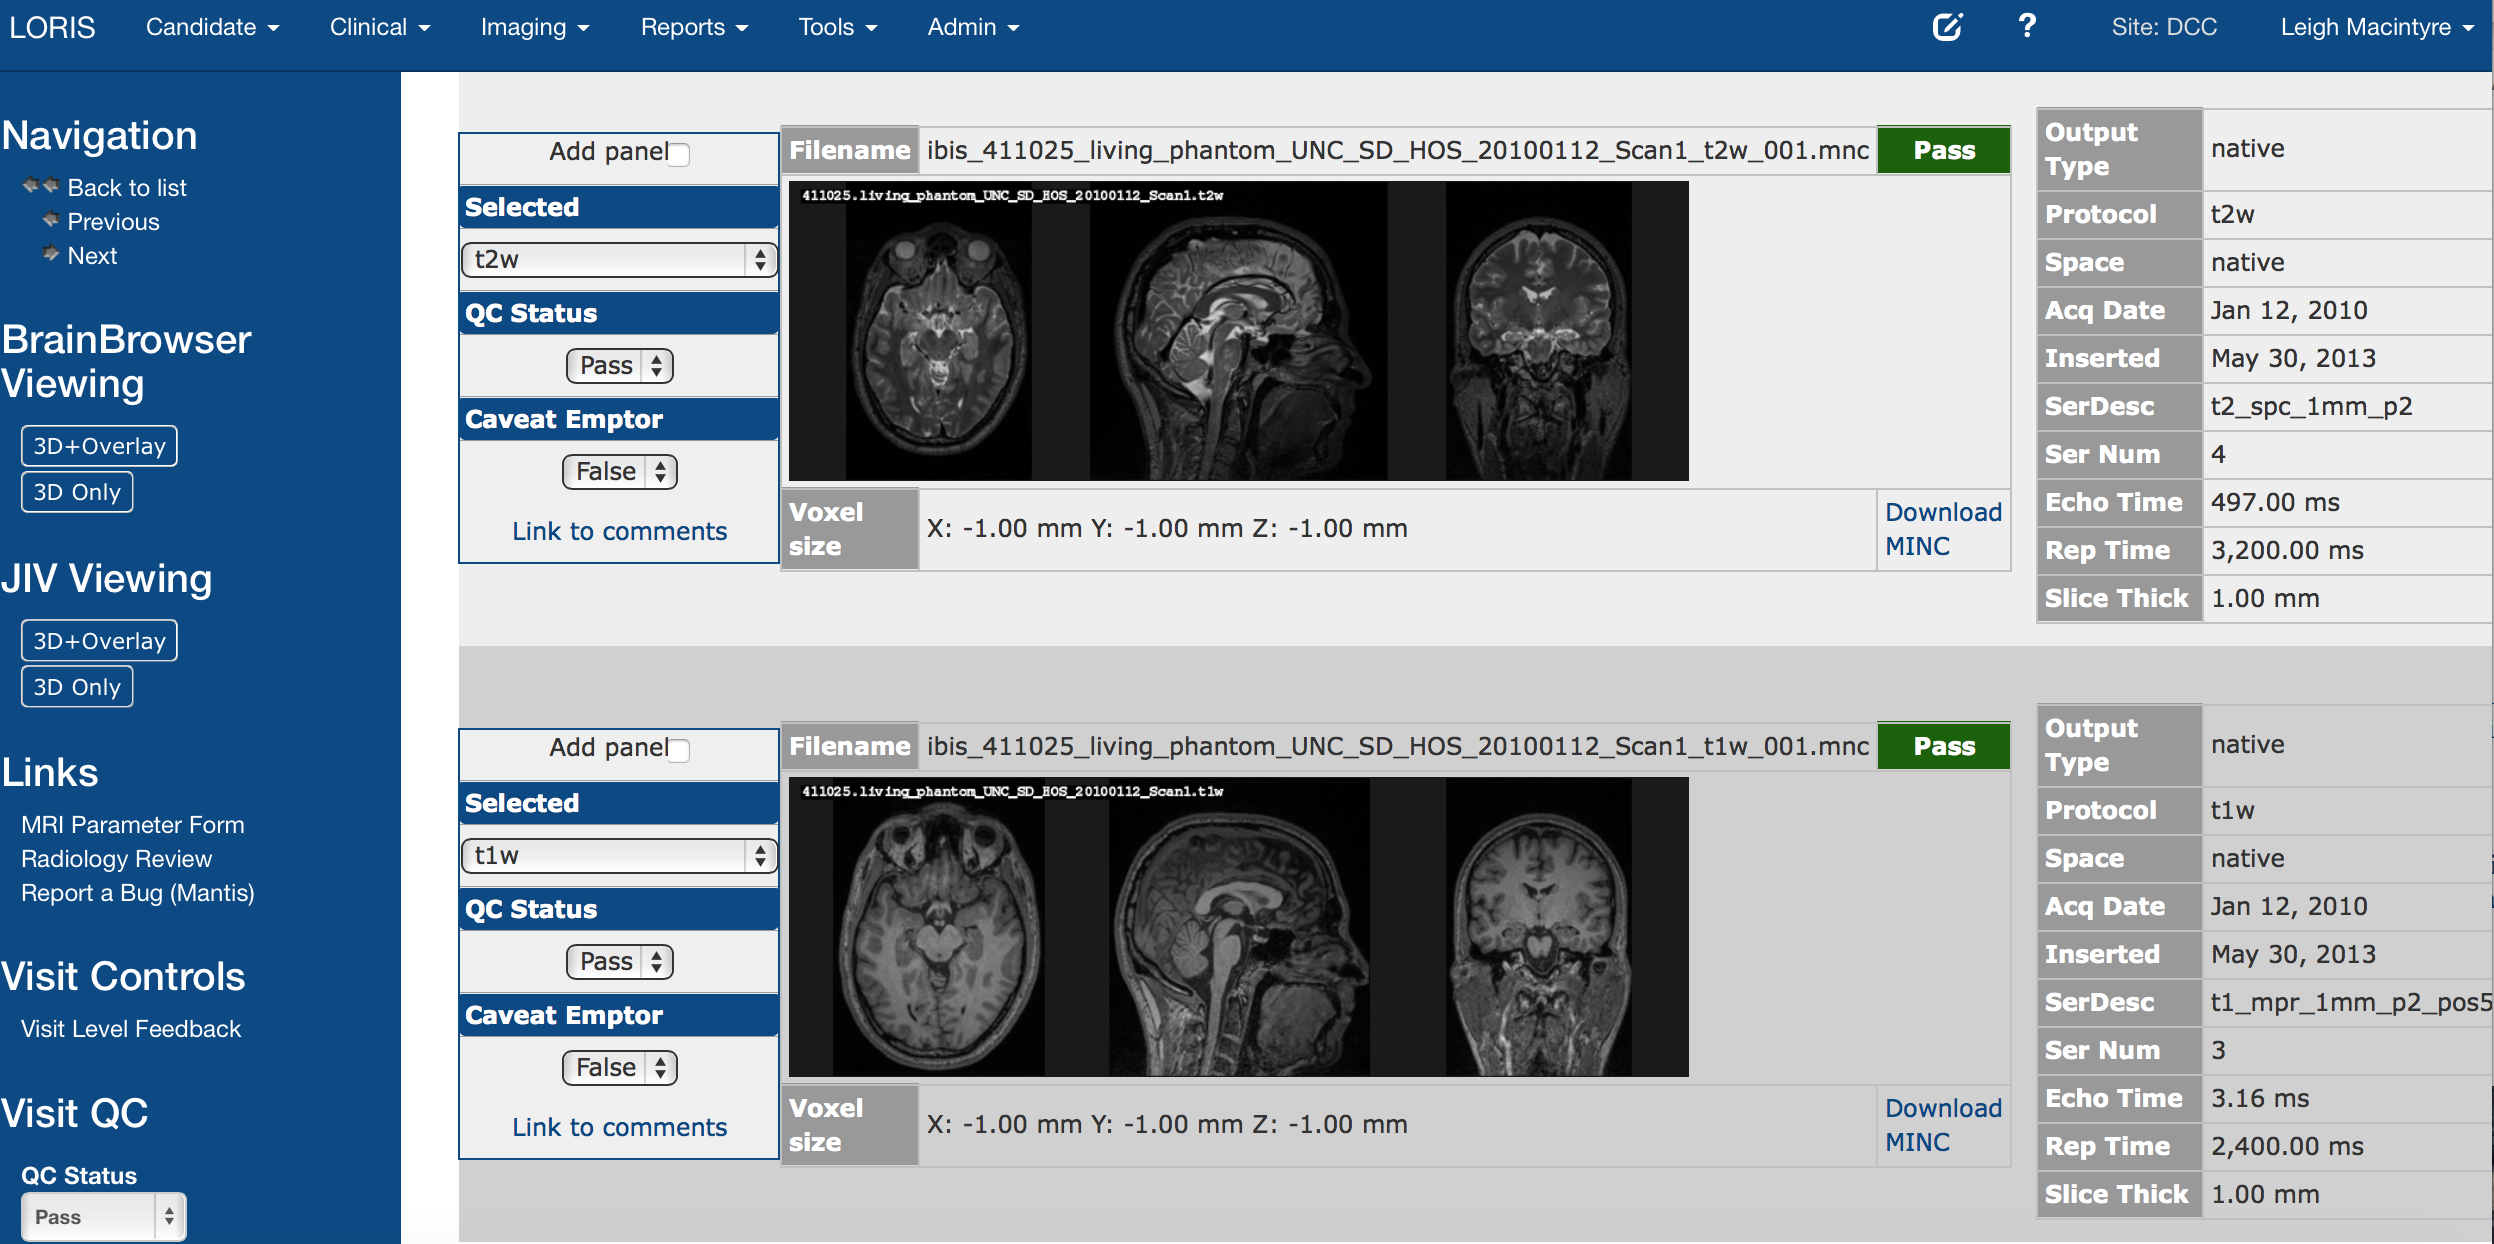 LORIS Candidate Clinical Imaging Reports Tools Admin ? Site: DCC Leigh Macintyre
Navigation
Back to list
Previous
Next
BrainBrowser
Viewing
3D+Overlay
3D Only
JIV Viewing
3D+Overlay
3D Only
Links
MRI Parameter Form
Radiology Review
Report a Bug (Mantis)
Visit Controls
Visit Level Feedback
Visit QC
QC Status
Pass
Add panel
Selected
t2w
QC Status
Pass
Caveat Emptor
False
Link to comments
Filename ibis_411025_living_phantom_UNC_SD_HOS_20100112_Scan1_t2w_001.mnc Pass
411025.living_phantom_UNC_SD_HOS_20100112_Scan1.t2w
Voxel size X: -1.00 mm Y: -1.00 mm Z: -1.00 mm Download MINC
Output Type native
Protocol t2w
Space native
Acq Date Jan 12, 2010
Inserted May 30, 2013
SerDesc t2_spc_1mm_p2
Ser Num 4
Echo Time 497.00 ms
Rep Time 3,200.00 ms
Slice Thick 1.00 mm
Add panel
Selected
t1w
QC Status
Pass
Caveat Emptor
False
Link to comments
Filename ibis_411025_living_phantom_UNC_SD_HOS_20100112_Scan1_t1w_001.mnc Pass
411025.living_phantom_UNC_SD_HOS_20100112_Scan1.t1w
Voxel size X: -1.00 mm Y: -1.00 mm Z: -1.00 mm Download MINC
Output Type native
Protocol t1w
Space native
Acq Date Jan 12, 2010
Inserted May 30, 2013
SerDesc t1_mpr_1mm_p2_pos5
Ser Num 3
Echo Time 3.16 ms
Rep Time 2,400.00 ms
Slice Thick 1.00 mm